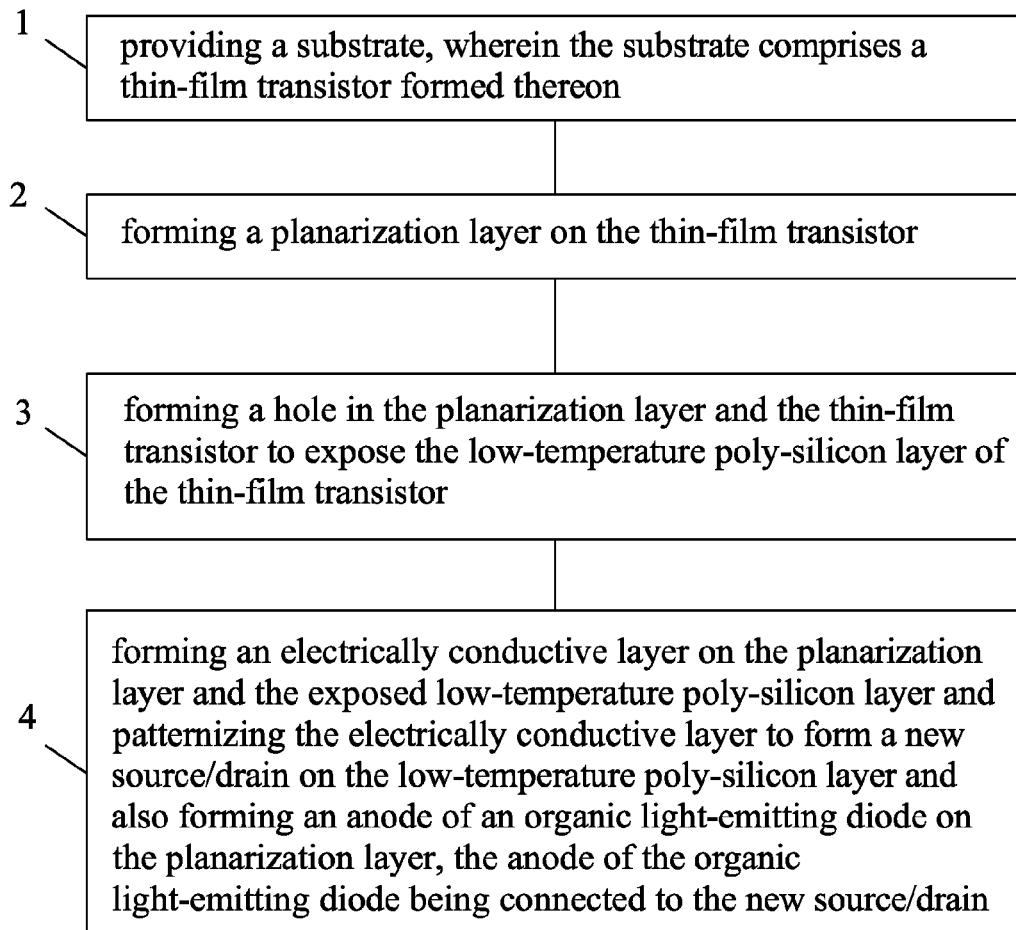 1
providing a substrate, wherein the substrate comprises a
thin-film transistor formed thereon
2
forming a planarization layer on the thin-film transistor
3
forming a hole in the planarization layer and the thin-film
transistor to expose the low-temperature poly-silicon layer of
the thin-film transistor
4
forming an electrically conductive layer on the planarization
layer and the exposed low-temperature poly-silicon layer and
patternizing the electrically conductive layer to form a new
source/drain on the low-temperature poly-silicon layer and
also forming an anode of an organic light-emitting diode on
the planarization layer, the anode of the organic
light-emitting diode being connected to the new source/drain